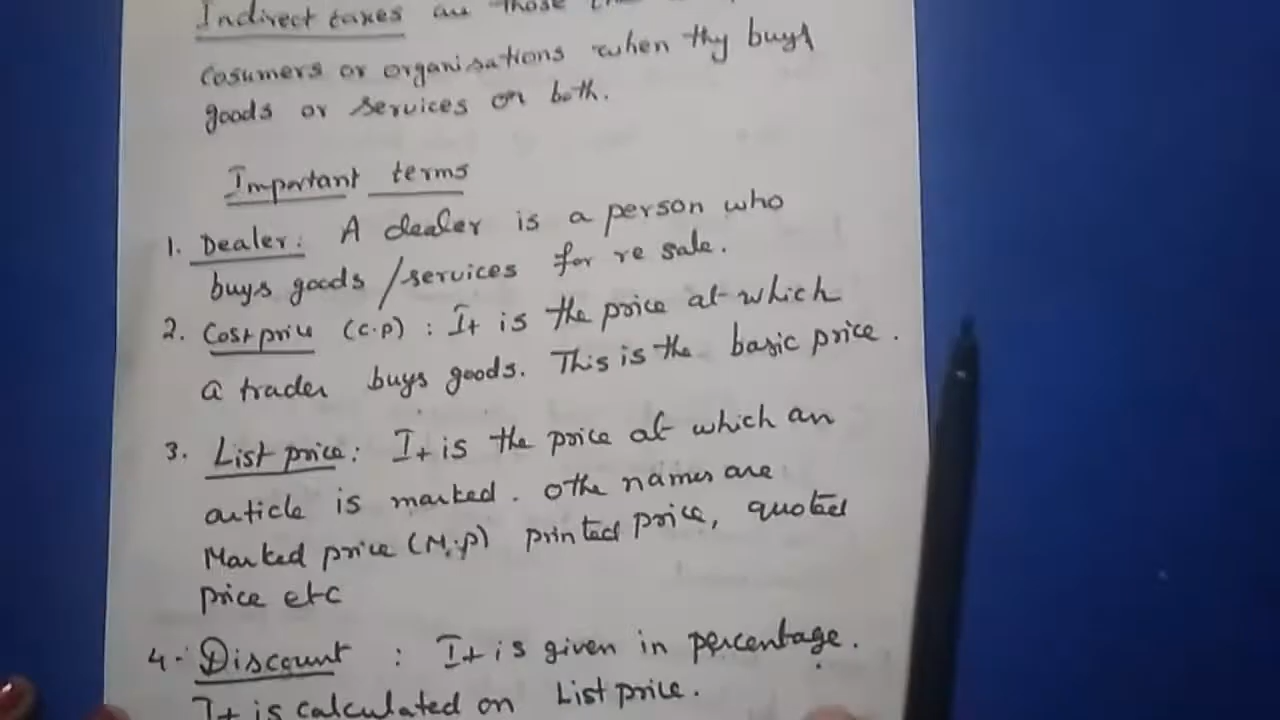 Indirect taxes are those
cosumers or organisations when thy buys
goods or services or both.
Important terms
1. Dealer: A dealer is a person who
buys goods /services for re sale.
2. Cost price (c.p) : It is the price at which
a trader buys goods. This is the basic price.
3. List price: It is the price at which an
article is marked. othe names are
Marked price (M.p) printed price, quoted
price etc
4. Discount : It is given in percentage.
It is calculated on List price.